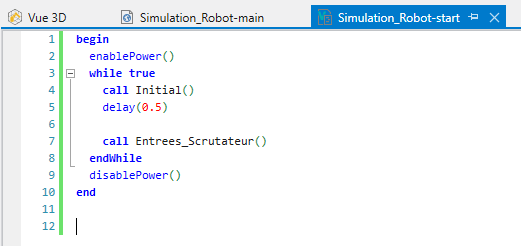 Vue 3D Simulation_Robot-main Simulation_Robot-start
1 begin
2 enablePower()
3 while true
4 call Initial()
5 delay(0.5)
6
7 call Entrees_Scrutateur()
8 endWhile
9 disablePower()
10 end
11
12